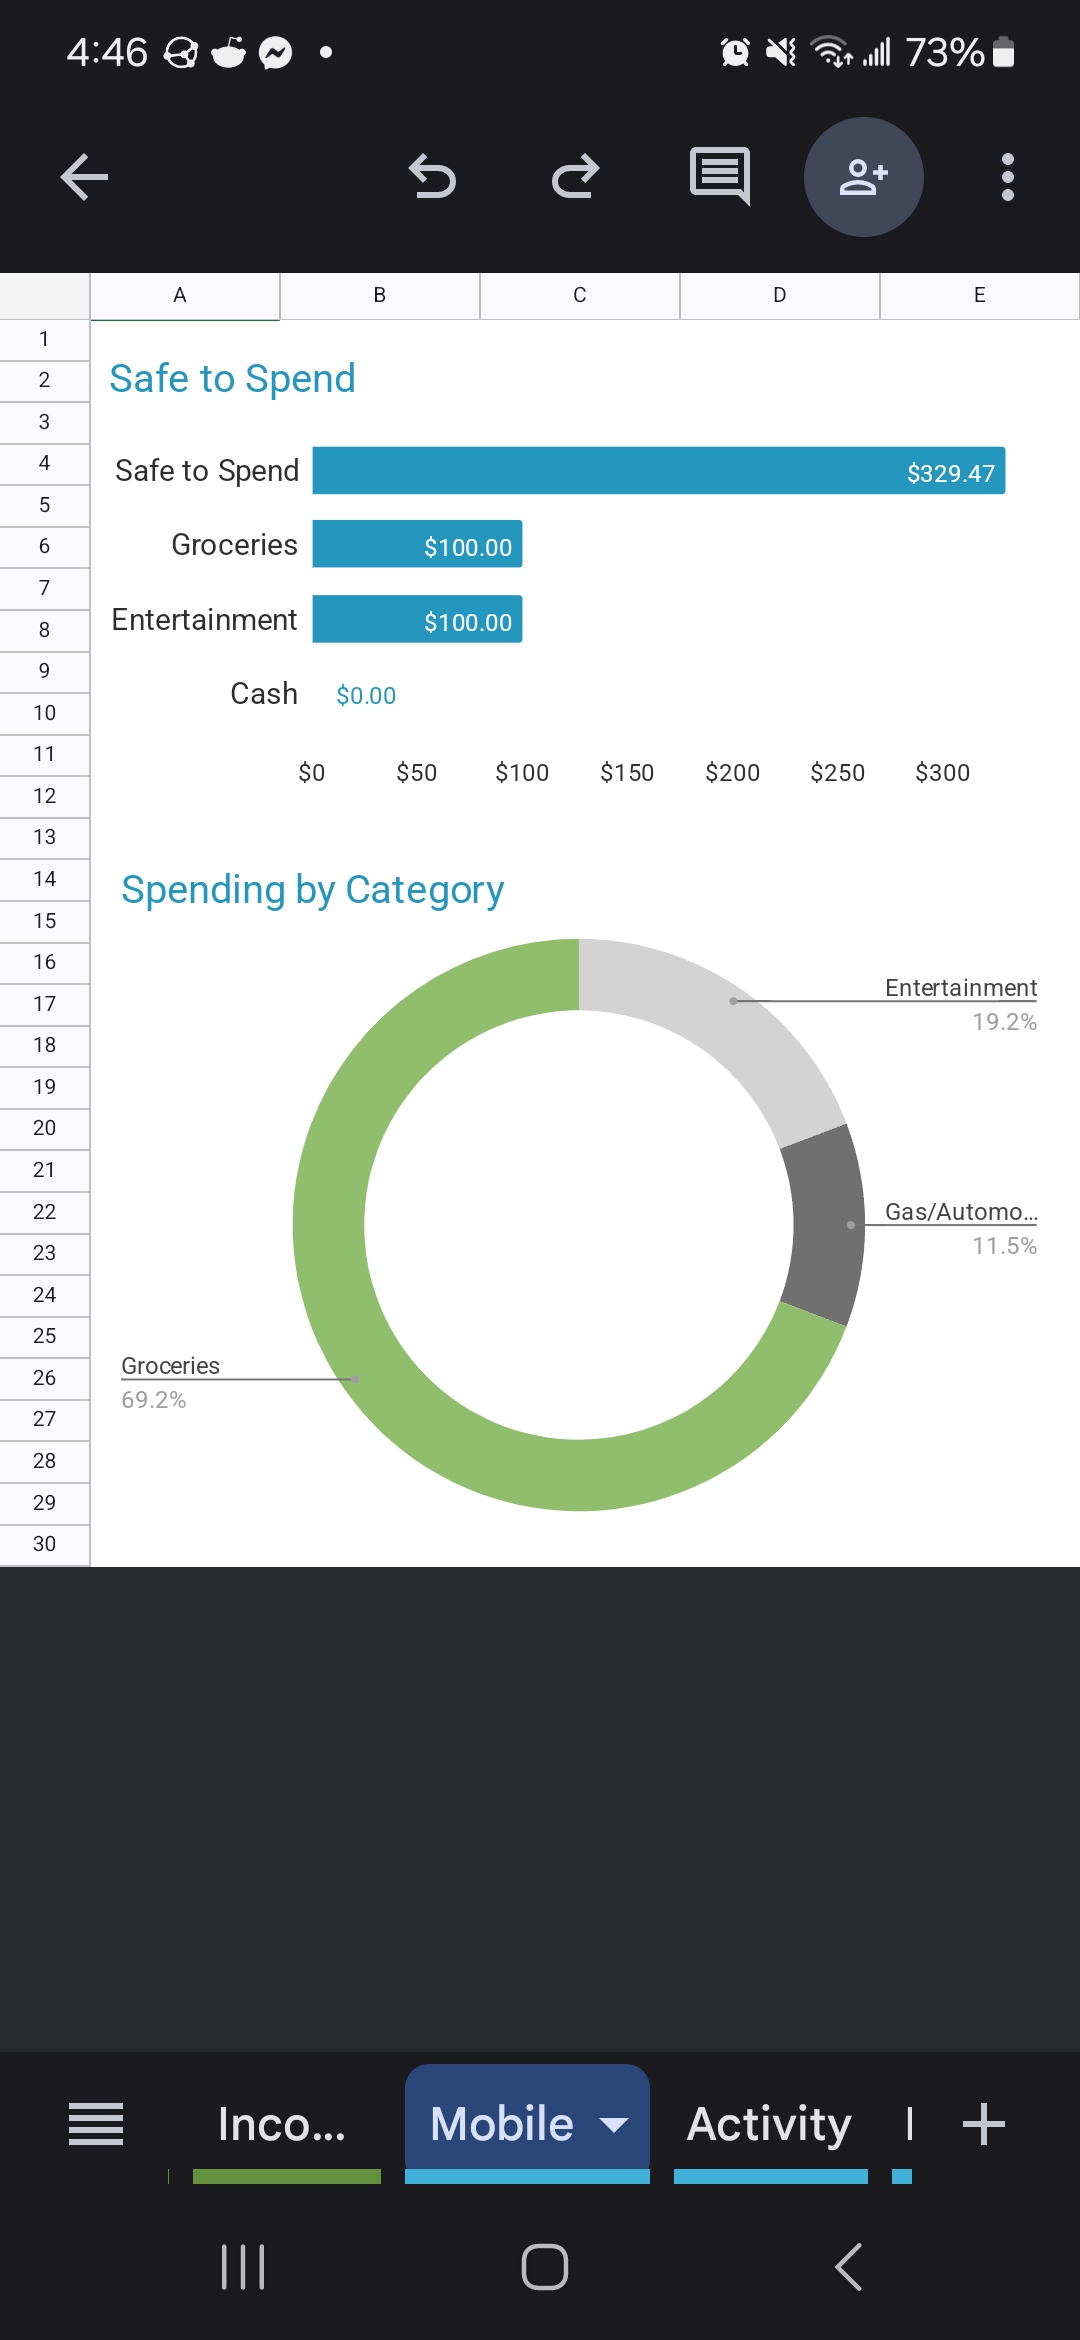 4:46 73%
A B C D E
1
2
3
4
5
6
7
8
9
10
11
12
13
14
15
16
17
18
19
20
21
22
23
24
25
26
27
28
29
30
Safe to Spend
Safe to Spend $329.47
Groceries $100.00
Entertainment $100.00
Cash $0.00
$0 $50 $100 $150 $200 $250 $300
Spending by Category
Entertainment
19.2%
Gas/Automo...
11.5%
Groceries
69.2%
Inco... Mobile Activity